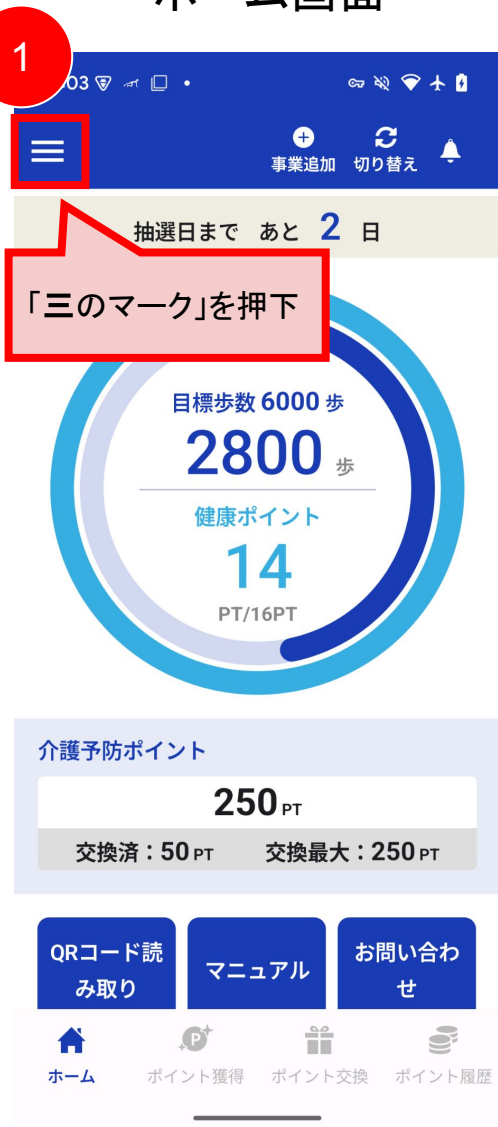 ホーム画面
1
03
事業追加 切り替え
抽選日まで あと 2 日
「三のマーク」を押下
目標歩数 6000 歩
2800 歩
健康ポイント
14
PT/16PT
介護予防ポイント
250 PT
交換済：50 PT 交換最大：250 PT
QRコード読み取り
マニュアル
お問い合わせ
ホーム ポイント獲得 ポイント交換 ポイント履歴